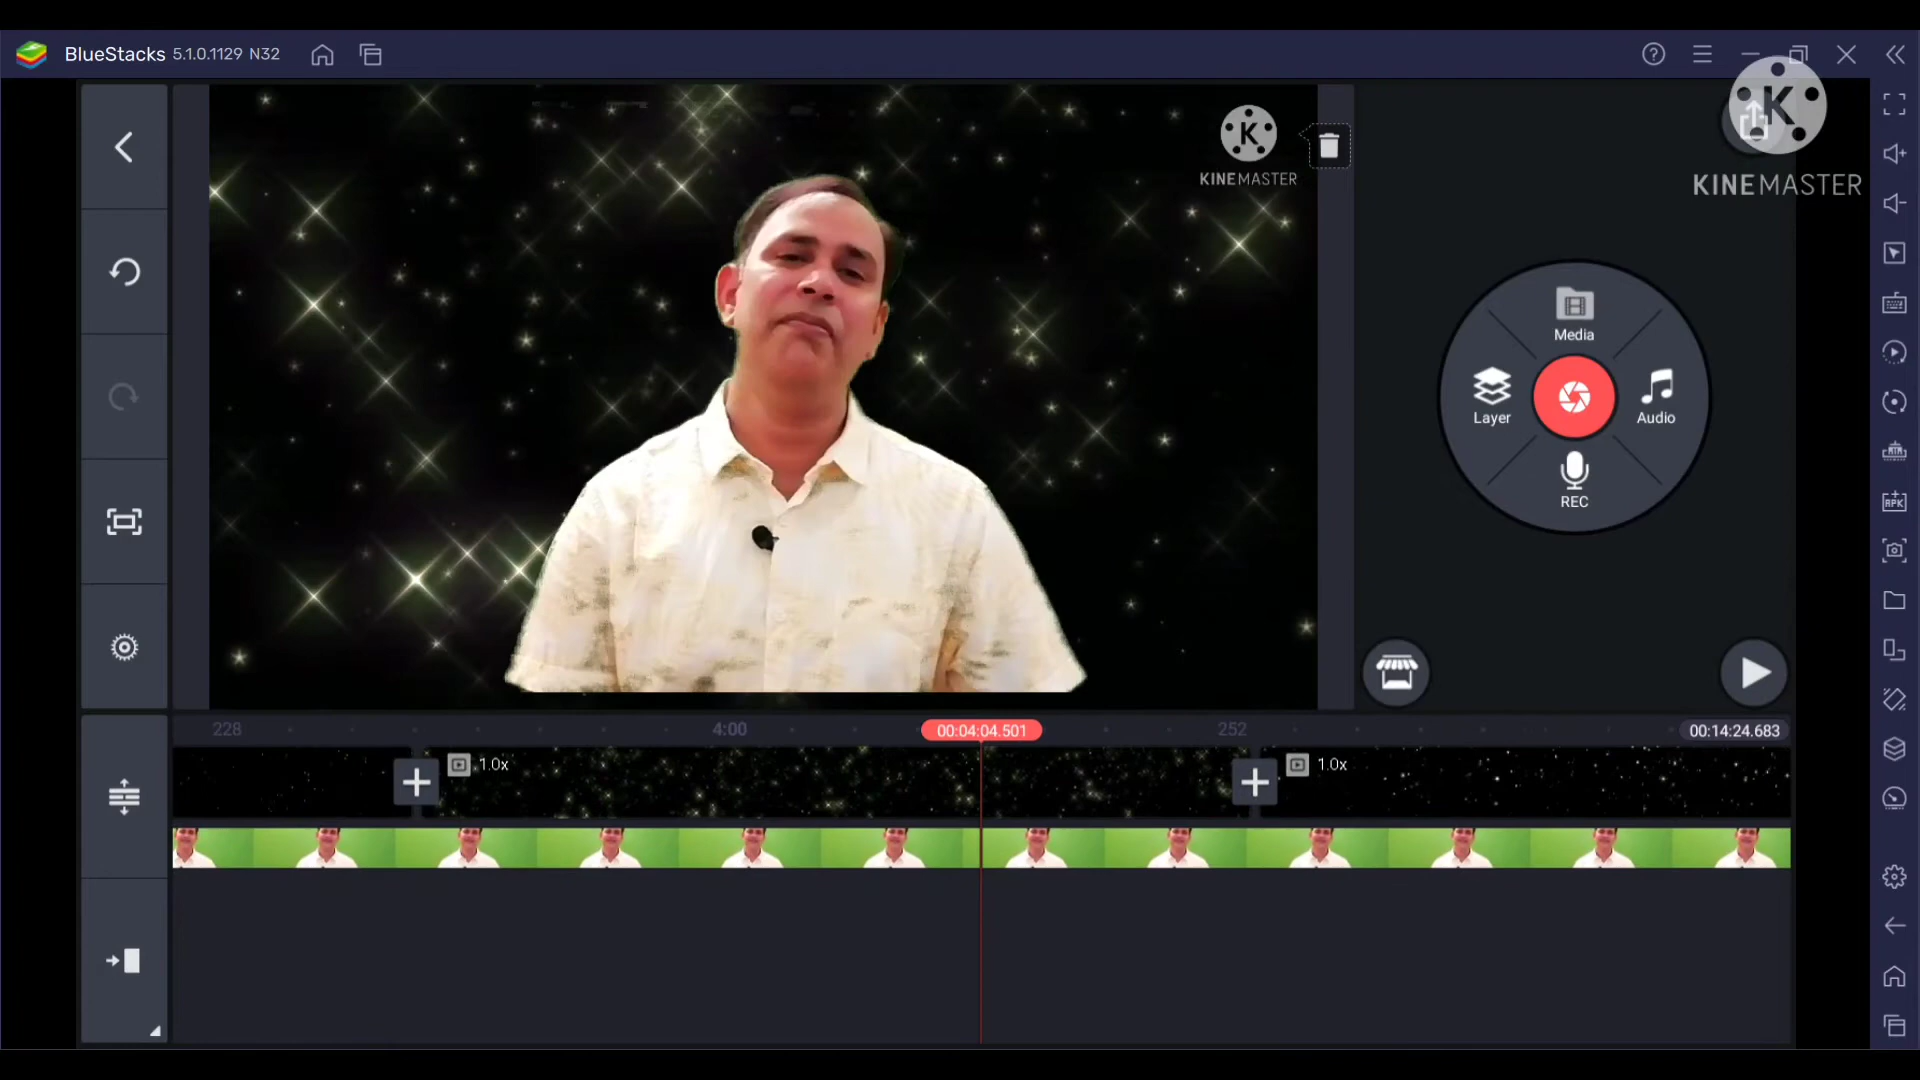 BlueStacks 5.1.0.1129 N32
KINEMASTER
KINEMASTER
Media
Layer
Audio
REC
228
4:00
00:04:04.501
252
00:14:24.683
1.0x
1.0x